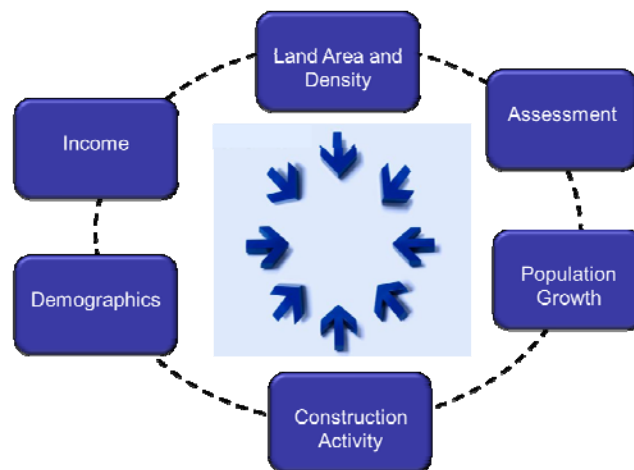 Land Area and
Density
Assessment
Income
Population
Growth
Demographics
Construction
Activity